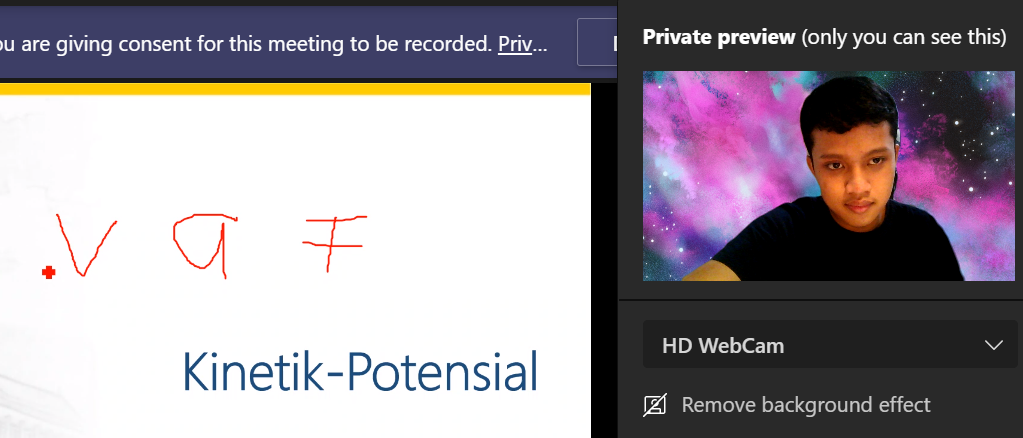 ou are giving consent for this meeting to be recorded. Priv...
Private preview (only you can see this)
V a F
Kinetik-Potensial
HD WebCam
Remove background effect